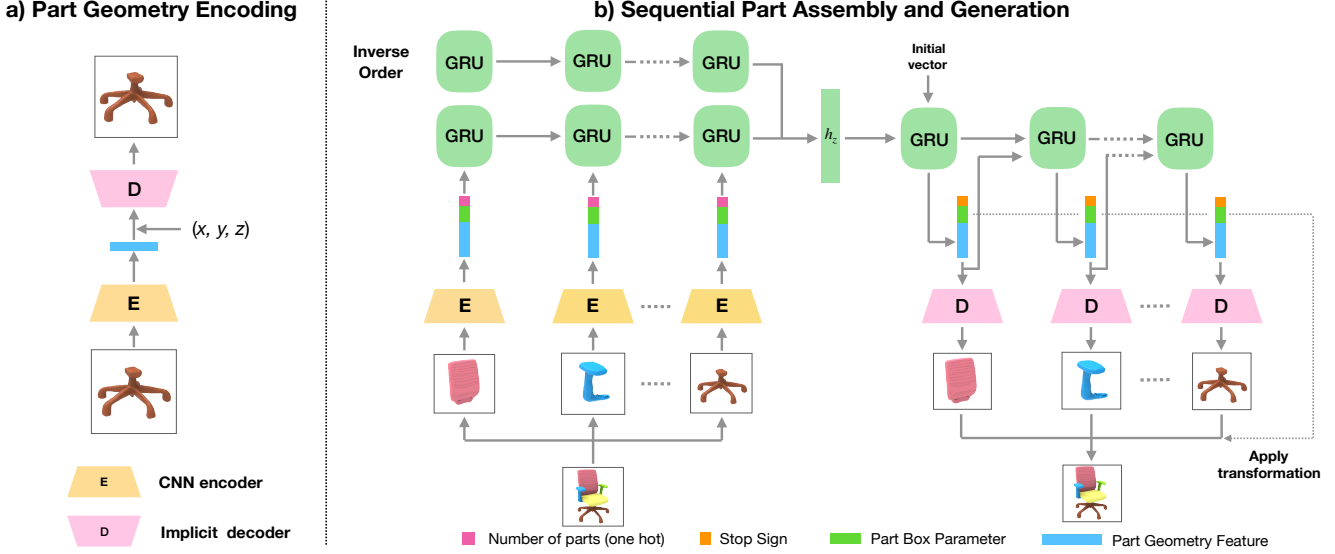 a) Part Geometry Encoding
D
(x, y, z)
E
E
CNN encoder
D
Implicit decoder
b) Sequential Part Assembly and Generation
Inverse
Order
GRU
GRU
GRU
GRU
GRU
GRU
h_z
Initial
vector
GRU
GRU
GRU
E
E
E
D
D
D
Apply
transformation
Number of parts (one hot)
Stop Sign
Part Box Parameter
Part Geometry Feature